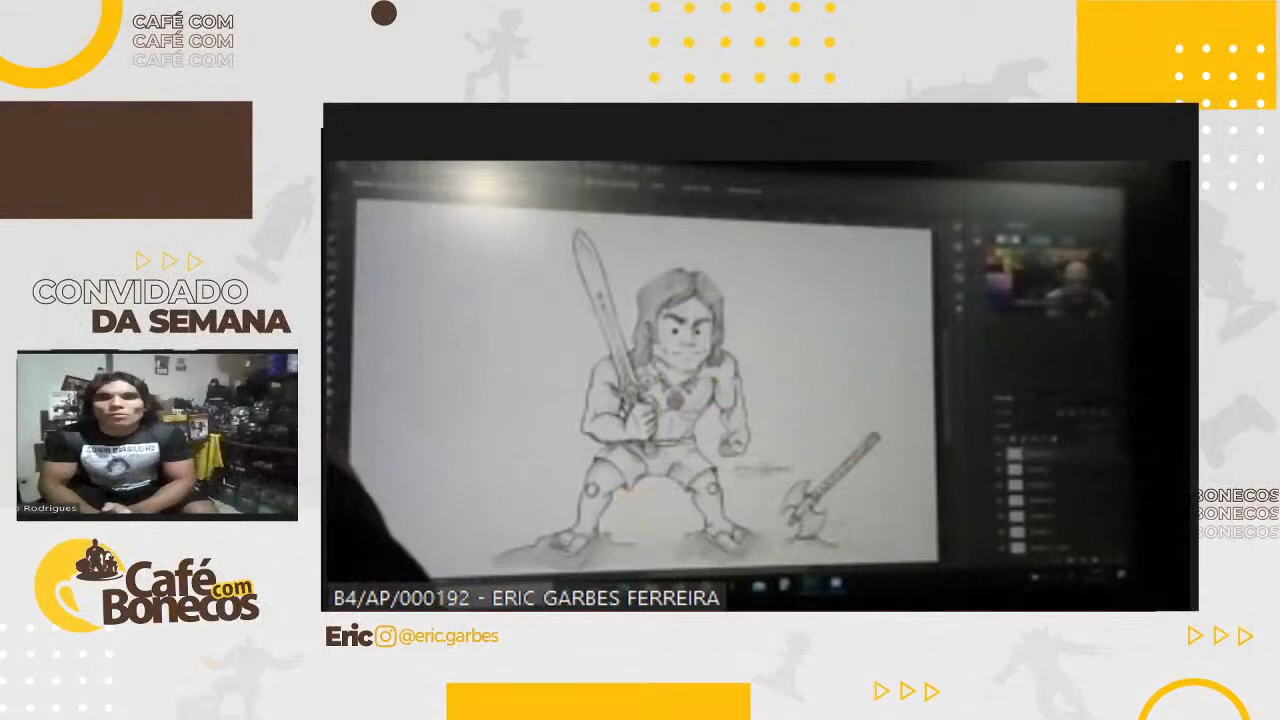 CAFÉ COM
CAFÉ COM
CAFÉ COM
CONVIDADO
DA SEMANA
Rodrigues
Café
com
Bonecos
B4/AP/000192 - ERIC GARBES FERREIRA
Eric @eric.garbes
BONECOS
BONECOS
BONECOS